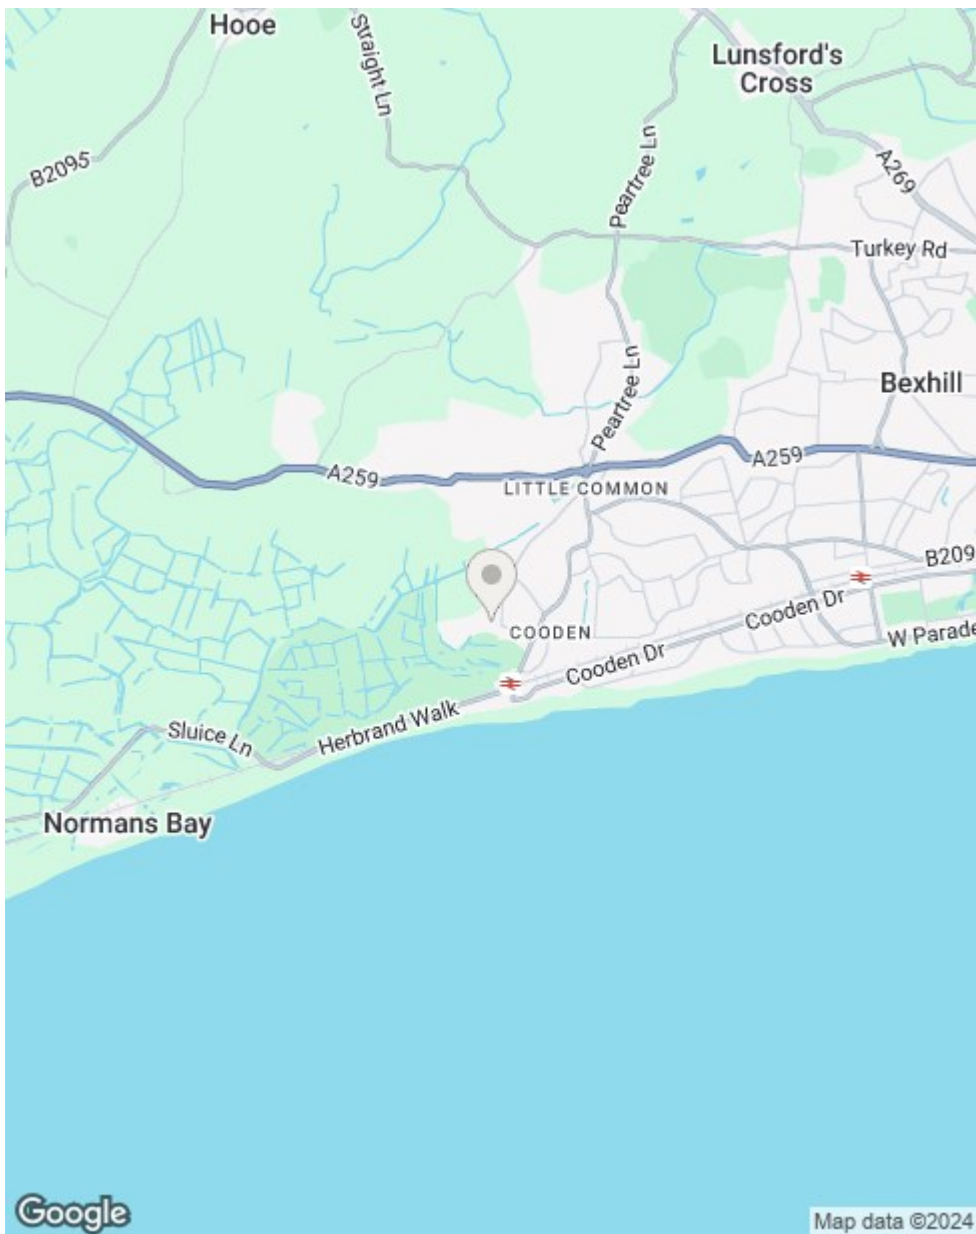 Hooe
Straight Ln
Lunsford's
Cross
B2095
Peartree Ln
A269
Turkey Rd
Bexhill
Peartree Ln
A259
A259
LITTLE COMMON
B209
Cooden Dr
COODEN
W Parade
Cooden Dr
Herbrand Walk
Sluice Ln
Normans Bay
Google
Map data ©2024